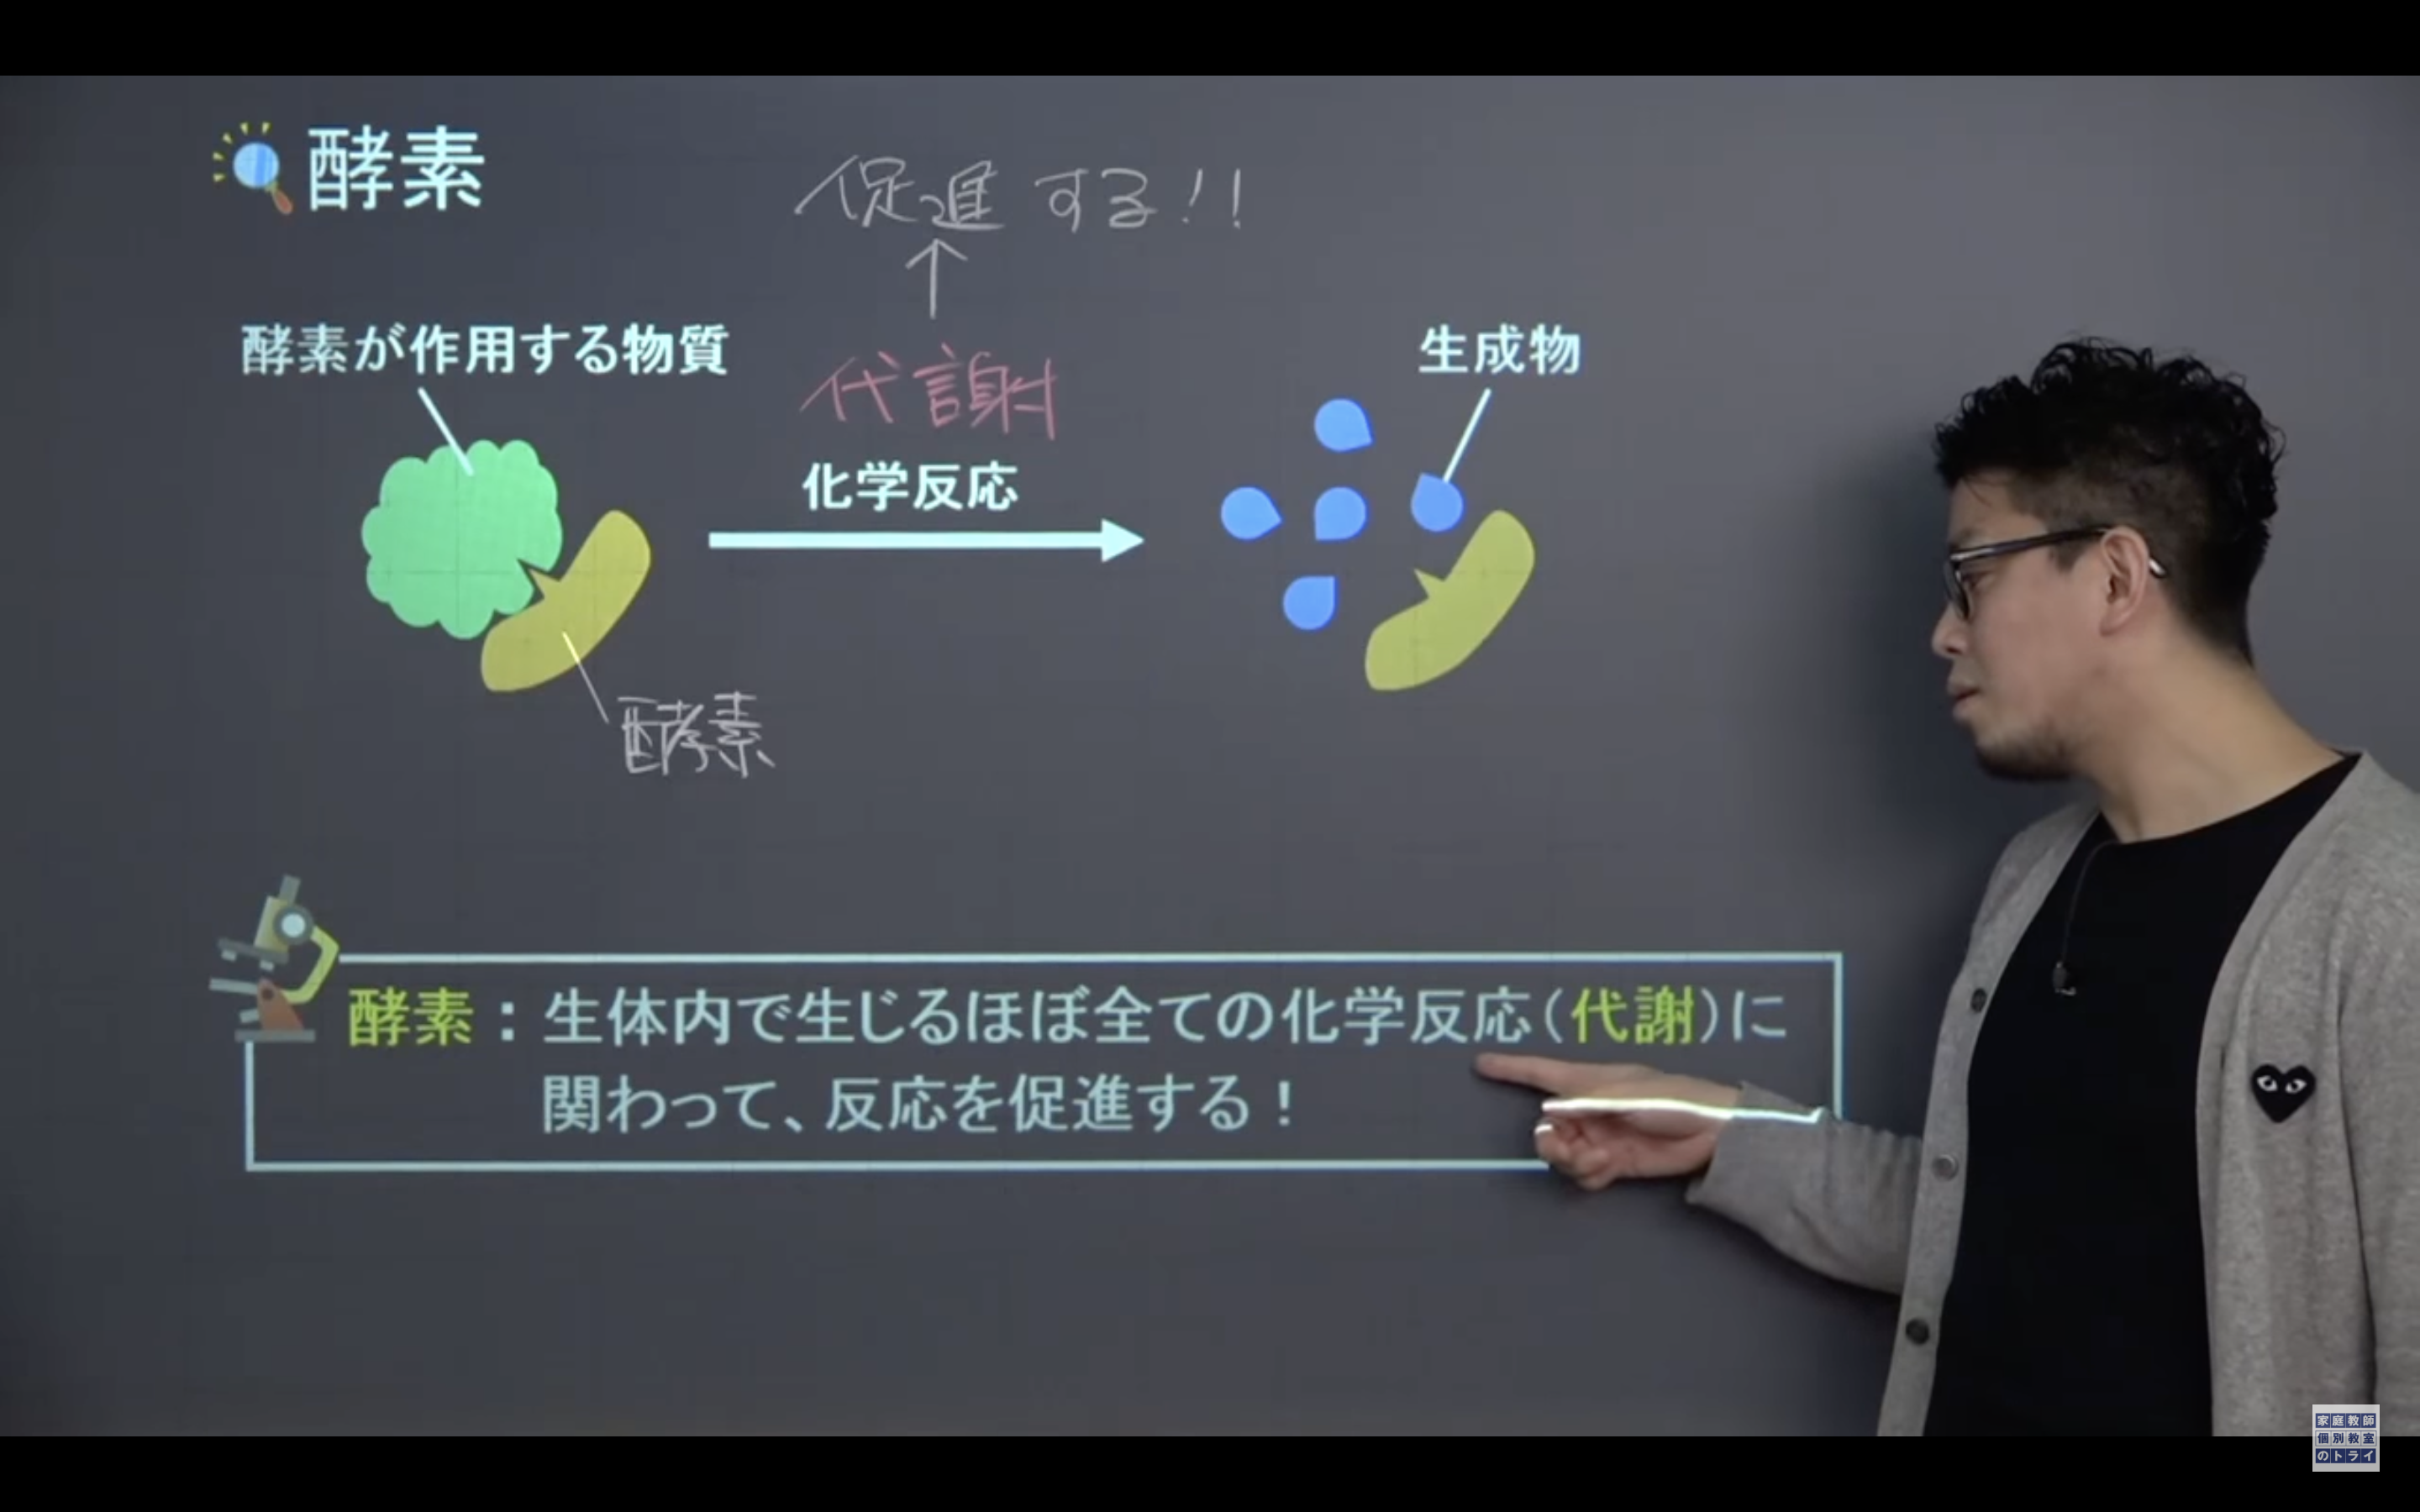 酵素
促進する!!
酵素が作用する物質
代謝
生成物
化学反応
酵素
酵素：生体内で生じるほぼ全ての化学反応(代謝)に
関わって、反応を促進する！
家庭教師
個別教室
のトライ